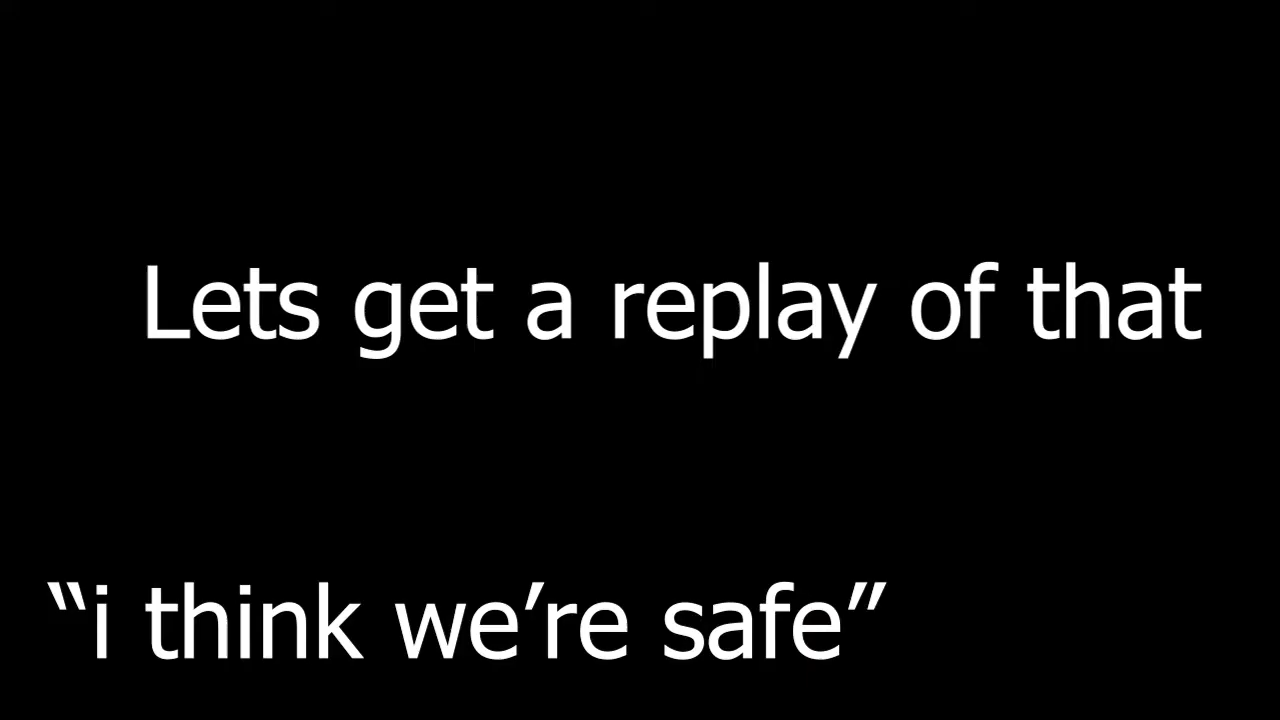 Lets get a replay of that
“i think we’re safe”